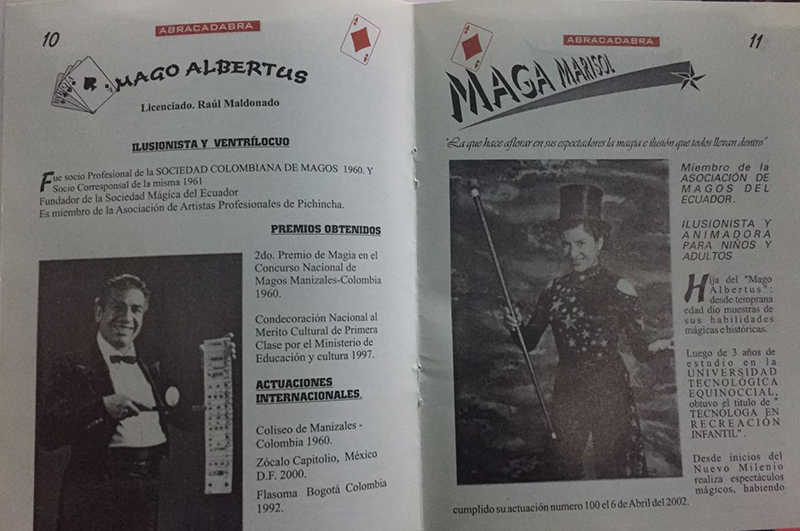 10
ABRACADABRA
MAGO ALBERTUS
Licenciado. Raúl Maldonado
ILUSIONISTA Y VENTRÍLOCUO
Fue socio Profesional de la SOCIEDAD COLOMBIANA DE MAGOS 1960. Y
Socio Corresponsal de la misma 1961
Fundador de la Sociedad Mágica del Ecuador
Es miembro de la Asociación de Artistas Profesionales de Pichincha.
PREMIOS OBTENIDOS
2do. Premio de Magia en el
Concurso Nacional de
Magos Manizales-Colombia
1960.
Condecoración Nacional al
Merito Cultural de Primera
Clase por el Ministerio de
Educación y cultura 1997.
ACTUACIONES
INTERNACIONALES
Coliseo de Manizales -
Colombia 1960.
Zócalo Capitolio, México
D.F. 2000.
Flasoma Bogotá Colombia
1992.
ABRACADABRA
11
MAGA MARISOL
"La que hace aflorar en sus espectadores la magia e ilusión que todos llevan dentro"
Miembro de la
ASOCIACIÓN DE
MAGOS DEL
ECUADOR.
ILUSIONISTA Y
ANIMADORA
PARA NIÑOS Y
ADULTOS
Hija del "Mago
Albertus":
desde temprana
edad dio muestras de
sus habilidades
mágicas e históricas.
Luego de 3 años de
estudio en la
UNIVERSIDAD
TECNOLÓGICA
EQUINOCCIAL,
obtuvo el titulo de "
TECNÓLOGA EN
RECREACIÓN
INFANTIL".
Desde inicios del
Nuevo Milenio
realiza espectáculos
mágicos, habiendo
cumplido su actuación numero 100 el 6 de Abril del 2002.